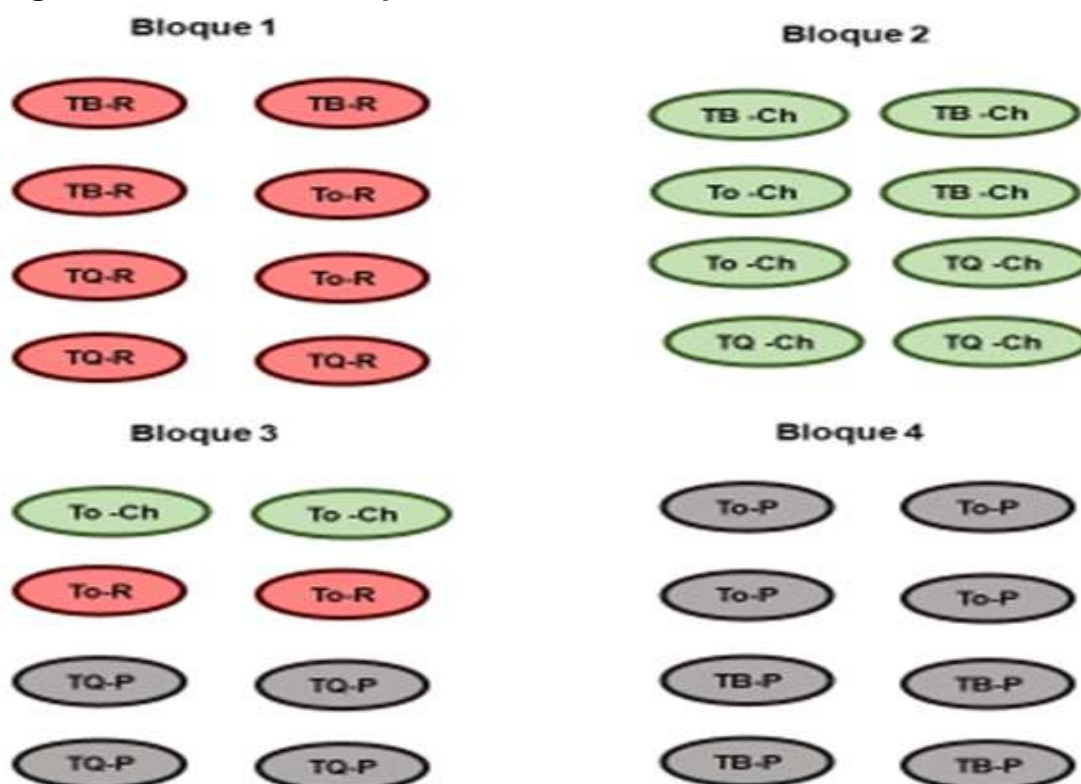 Bloque 1
TB-R TB-R
TB-R To-R
TQ-R To-R
TQ-R TQ-R
Bloque 2
TB -Ch TB -Ch
To -Ch TB -Ch
To -Ch TQ -Ch
TQ -Ch TQ -Ch
Bloque 3
To -Ch To -Ch
To-R To-R
TQ-P TQ-P
TQ-P TQ-P
Bloque 4
To-P To-P
To-P To-P
TB-P TB-P
TB-P TB-P